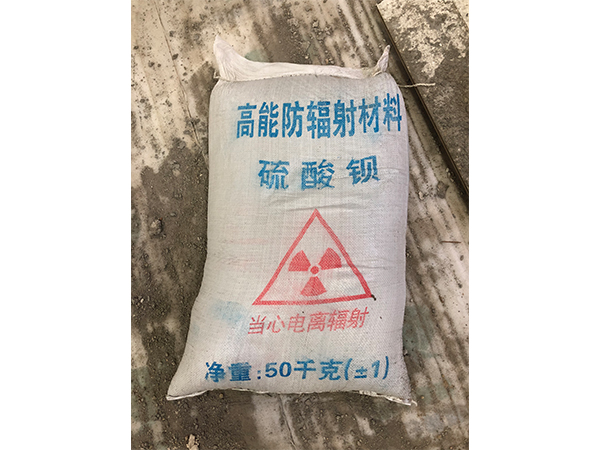 高能防辐射材料
硫酸钡
当心电离辐射
净重:50千克(±1)